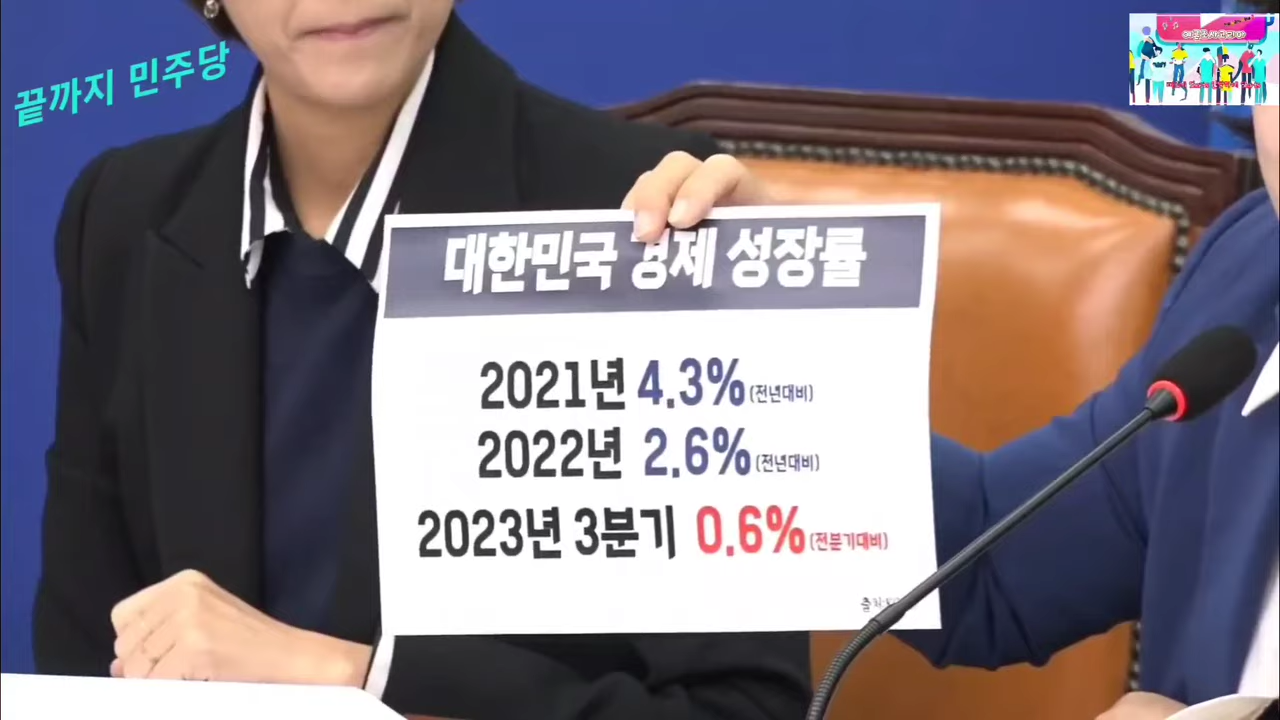 끝까지 민주당
대한민국 경제 성장률
2021년 4.3% (전년대비)
2022년 2.6% (전년대비)
2023년 3분기 0.6% (전분기대비)